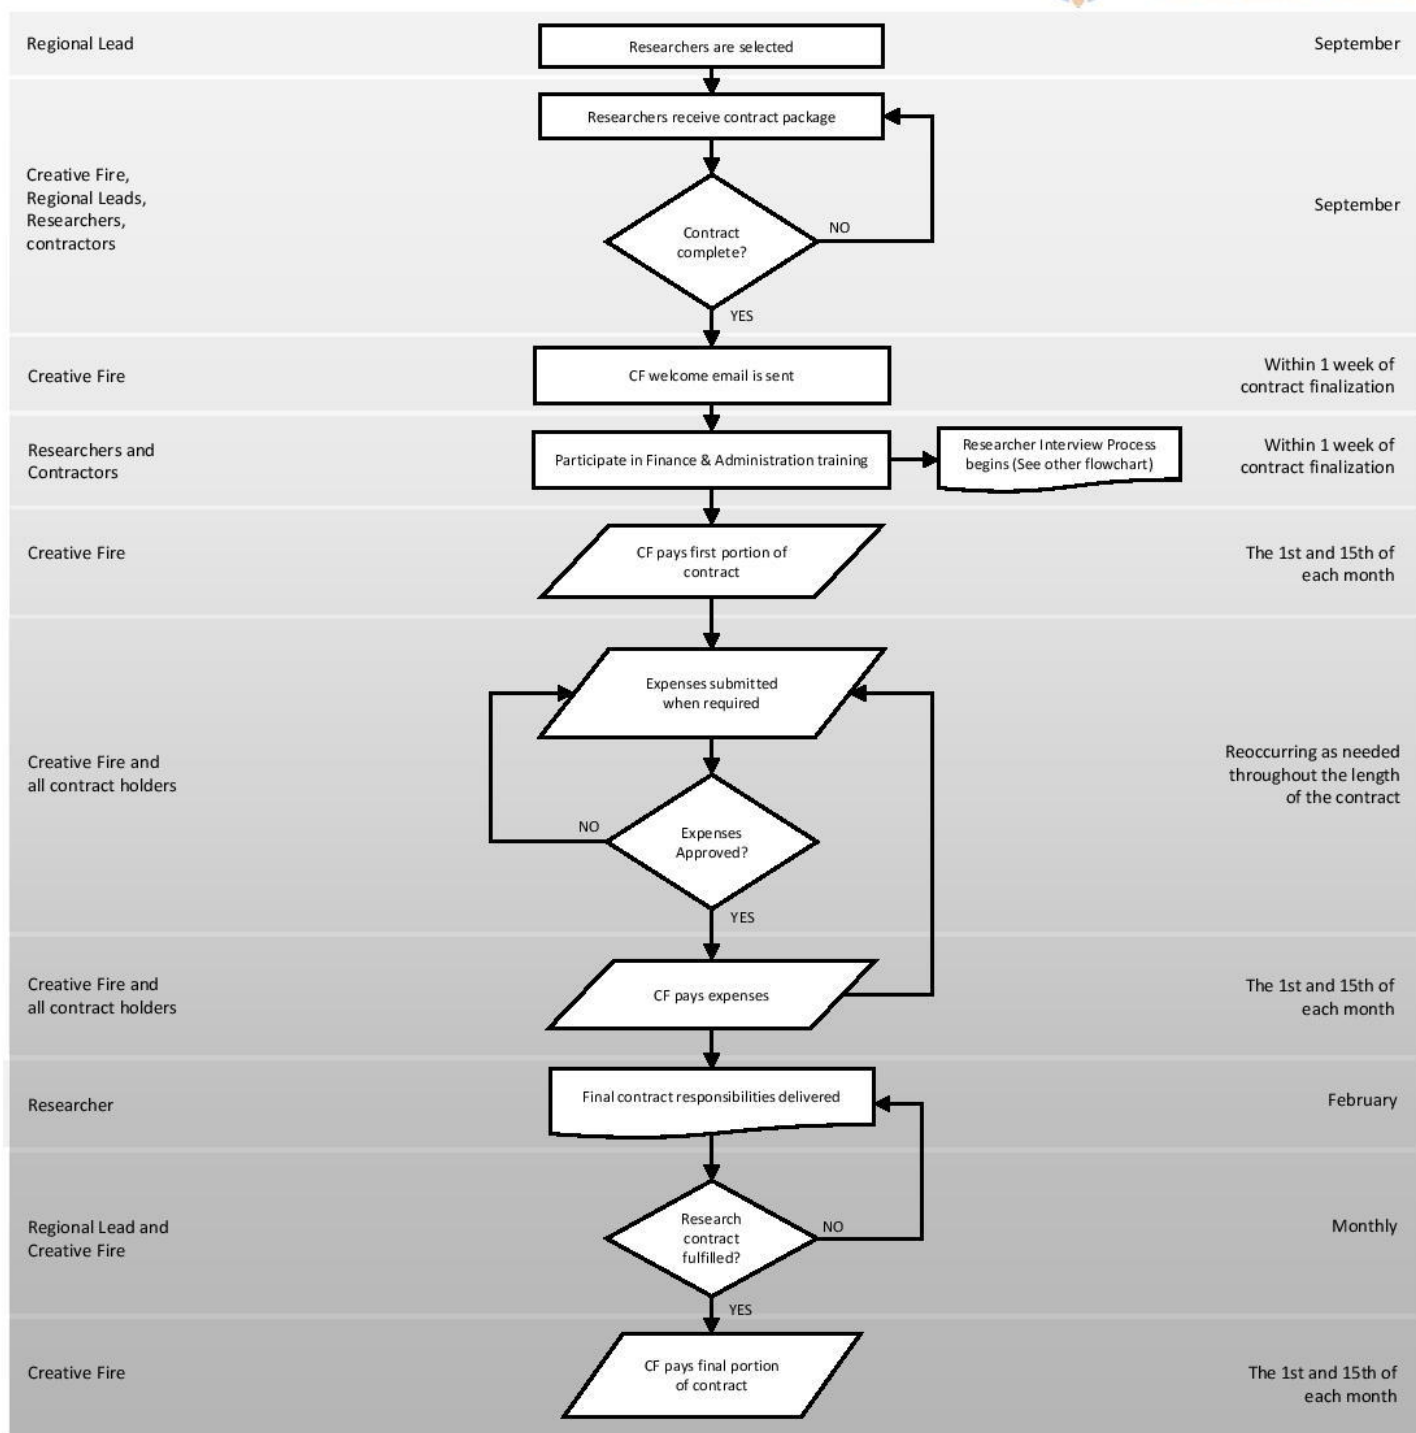 Regional Lead
Researchers are selected
September
Researchers receive contract package
Creative Fire,
Regional Leads,
Researchers,
contractors
Contract
complete?
NO
September
YES
Creative Fire
CF welcome email is sent
Within 1 week of
contract finalization
Researchers and
Contractors
Participate in Finance & Administration training
Researcher Interview Process
begins (See other flowchart)
Within 1 week of
contract finalization
Creative Fire
CF pays first portion of
contract
The 1st and 15th of
each month
Expenses submitted
when required
Creative Fire and
all contract holders
Reoccurring as needed
throughout the length
of the contract
NO
Expenses
Approved?
YES
Creative Fire and
all contract holders
CF pays expenses
The 1st and 15th of
each month
Researcher
Final contract responsibilities delivered
February
Regional Lead and
Creative Fire
Research
contract
fulfilled?
NO
Monthly
YES
Creative Fire
CF pays final portion
of contract
The 1st and 15th of
each month